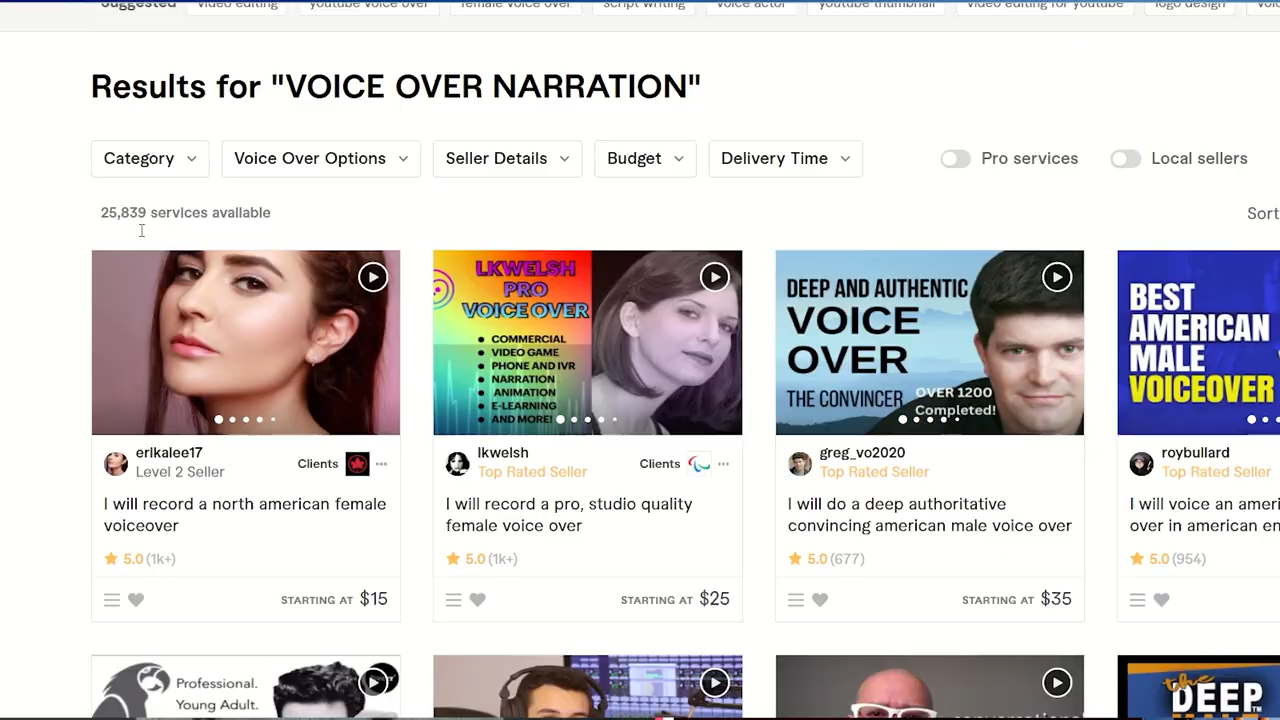 Suggested video editing youtube voice over female voice over script writing voice actor youtube thumbnail video editing for youtube logo design
Results for "VOICE OVER NARRATION"
Category Voice Over Options Seller Details Budget Delivery Time Pro services Local sellers
25,839 services available Sort
LKWELSH
PRO
VOICE OVER
COMMERCIAL
VIDEO GAME
PHONE AND IVR
NARRATION
ANIMATION
E-LEARNING
AND MORE!
DEEP AND AUTHENTIC
VOICE
OVER
THE CONVINCER
OVER 1200
Completed!
BEST
AMERICAN
MALE
VOICEOVER
erikalee17
Level 2 Seller
Clients
I will record a north american female
voiceover
5.0 (1k+)
STARTING AT $15
lkwelsh
Top Rated Seller
Clients
I will record a pro, studio quality
female voice over
5.0 (1k+)
STARTING AT $25
greg_vo2020
Top Rated Seller
I will do a deep authoritative
convincing american male voice over
5.0 (677)
STARTING AT $35
roybullard
Top Rated Seller
I will voice an ameri
over in american en
5.0 (954)
Professional.
Young Adult.
the
DEEP